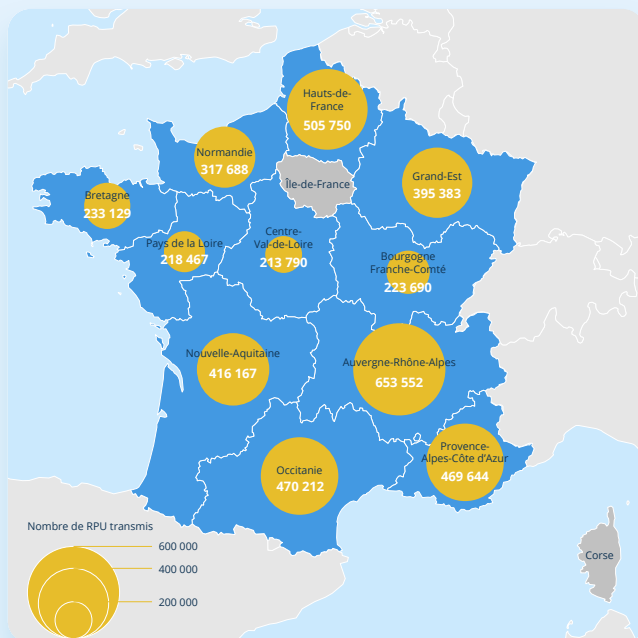 Hauts-de-
France
505 750
Normandie
317 688
Île-de-France
Grand-Est
395 383
Bretagne
233 129
Pays de la Loire
218 467
Centre-
Val-de-Loire
213 790
Bourgogne
Franche-Comté
223 690
Nouvelle-Aquitaine
416 167
Auvergne-Rhône-Alpes
653 552
Occitanie
470 212
Provence-
Alpes-Côte d'Azur
469 644
Corse
Nombre de RPU transmis
600 000
400 000
200 000